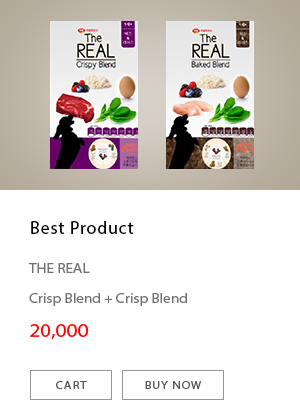 The
REAL
Crispy Blend
The
REAL
Baked Blend
Best Product
THE REAL
Crisp Blend + Crisp Blend
20,000
CART
BUY NOW